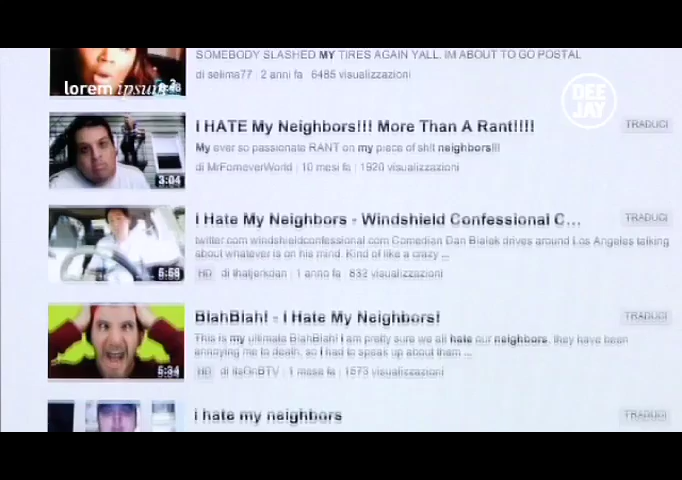 SOMEBODY SLASHED MY TIRES AGAIN YALL. IM ABOUT TO GO POSTAL
di selima77 | 2 anni fa | 6485 visualizzazioni
lorem ipsum
DEE
JAY
I HATE My Neighbors!!! More Than A Rant!!!!
TRADUCI
My ever so passionate RANT on my piece of sh!t neighbors!!!
di MrForneverWorld | 10 mesi fa | 1920 visualizzazioni
3:04
I Hate My Neighbors - Windshield Confessional C...
TRADUCI
twitter.com windshieldconfessional.com Comedian Dan Bialek drives around Los Angeles talking
about whatever is on his mind. Kind of like a crazy ...
HD | di thatjerkdan | 1 anno fa | 832 visualizzazioni
BlahBlah! - I Hate My Neighbors!
TRADUCI
This is my ultimate BlahBlah! I am pretty sure we all hate our neighbors, they have been
annoying me to death, so I had to speak up about them ...
HD | di ItsGnBTV | 1 mese fa | 1573 visualizzazioni
5:34
i hate my neighbors
TRADUCI